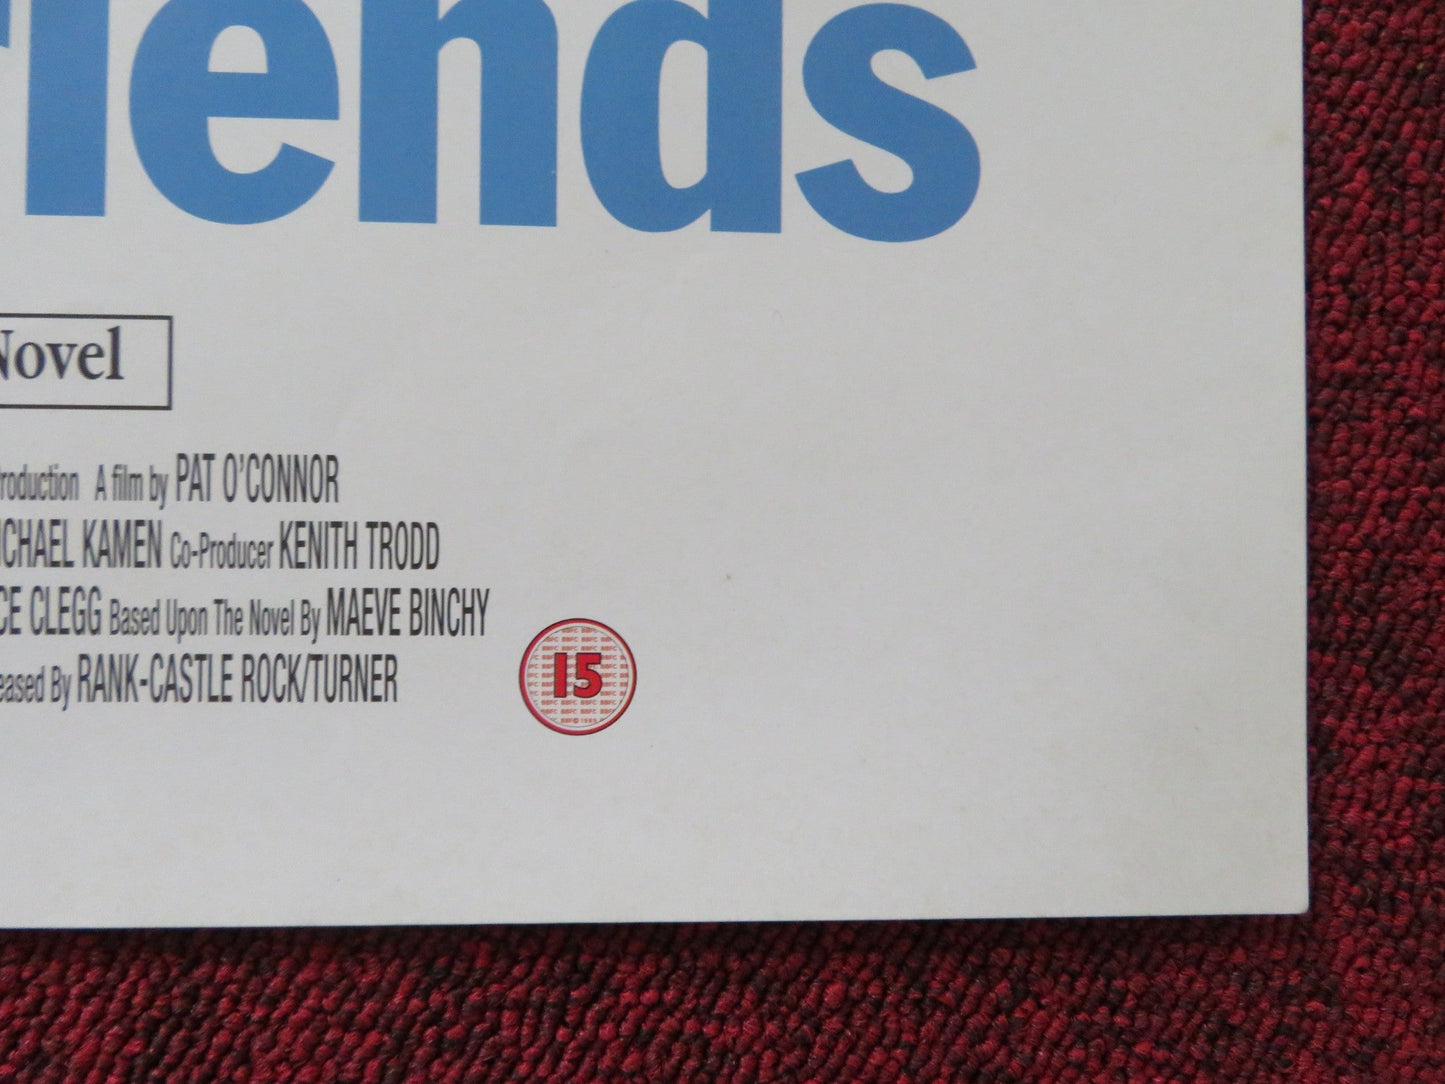 riends
Novel
roduction A film by PAT O'CONNOR
ICHAEL KAMEN Co-Producer KENITH TRODD
CE CLEGG Based Upon The Novel By MAEVE BINCHY
eased By RANK-CASTLE ROCK/TURNER
15